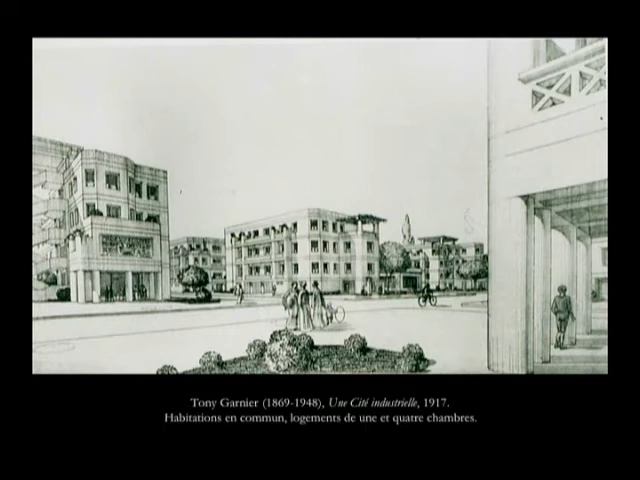 Tony Garnier (1869-1948), Une Cité industrielle, 1917.
Habitations en commun, logements de une et quatre chambres.